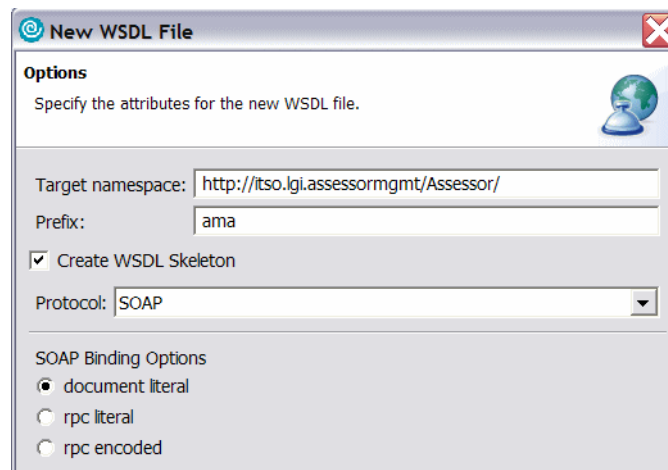 New WSDL File
Options
Specify the attributes for the new WSDL file.
Target namespace: http://itso.lgi.assessormgmt/Assessor/
Prefix: ama
Create WSDL Skeleton
Protocol: SOAP
SOAP Binding Options
document literal
rpc literal
rpc encoded